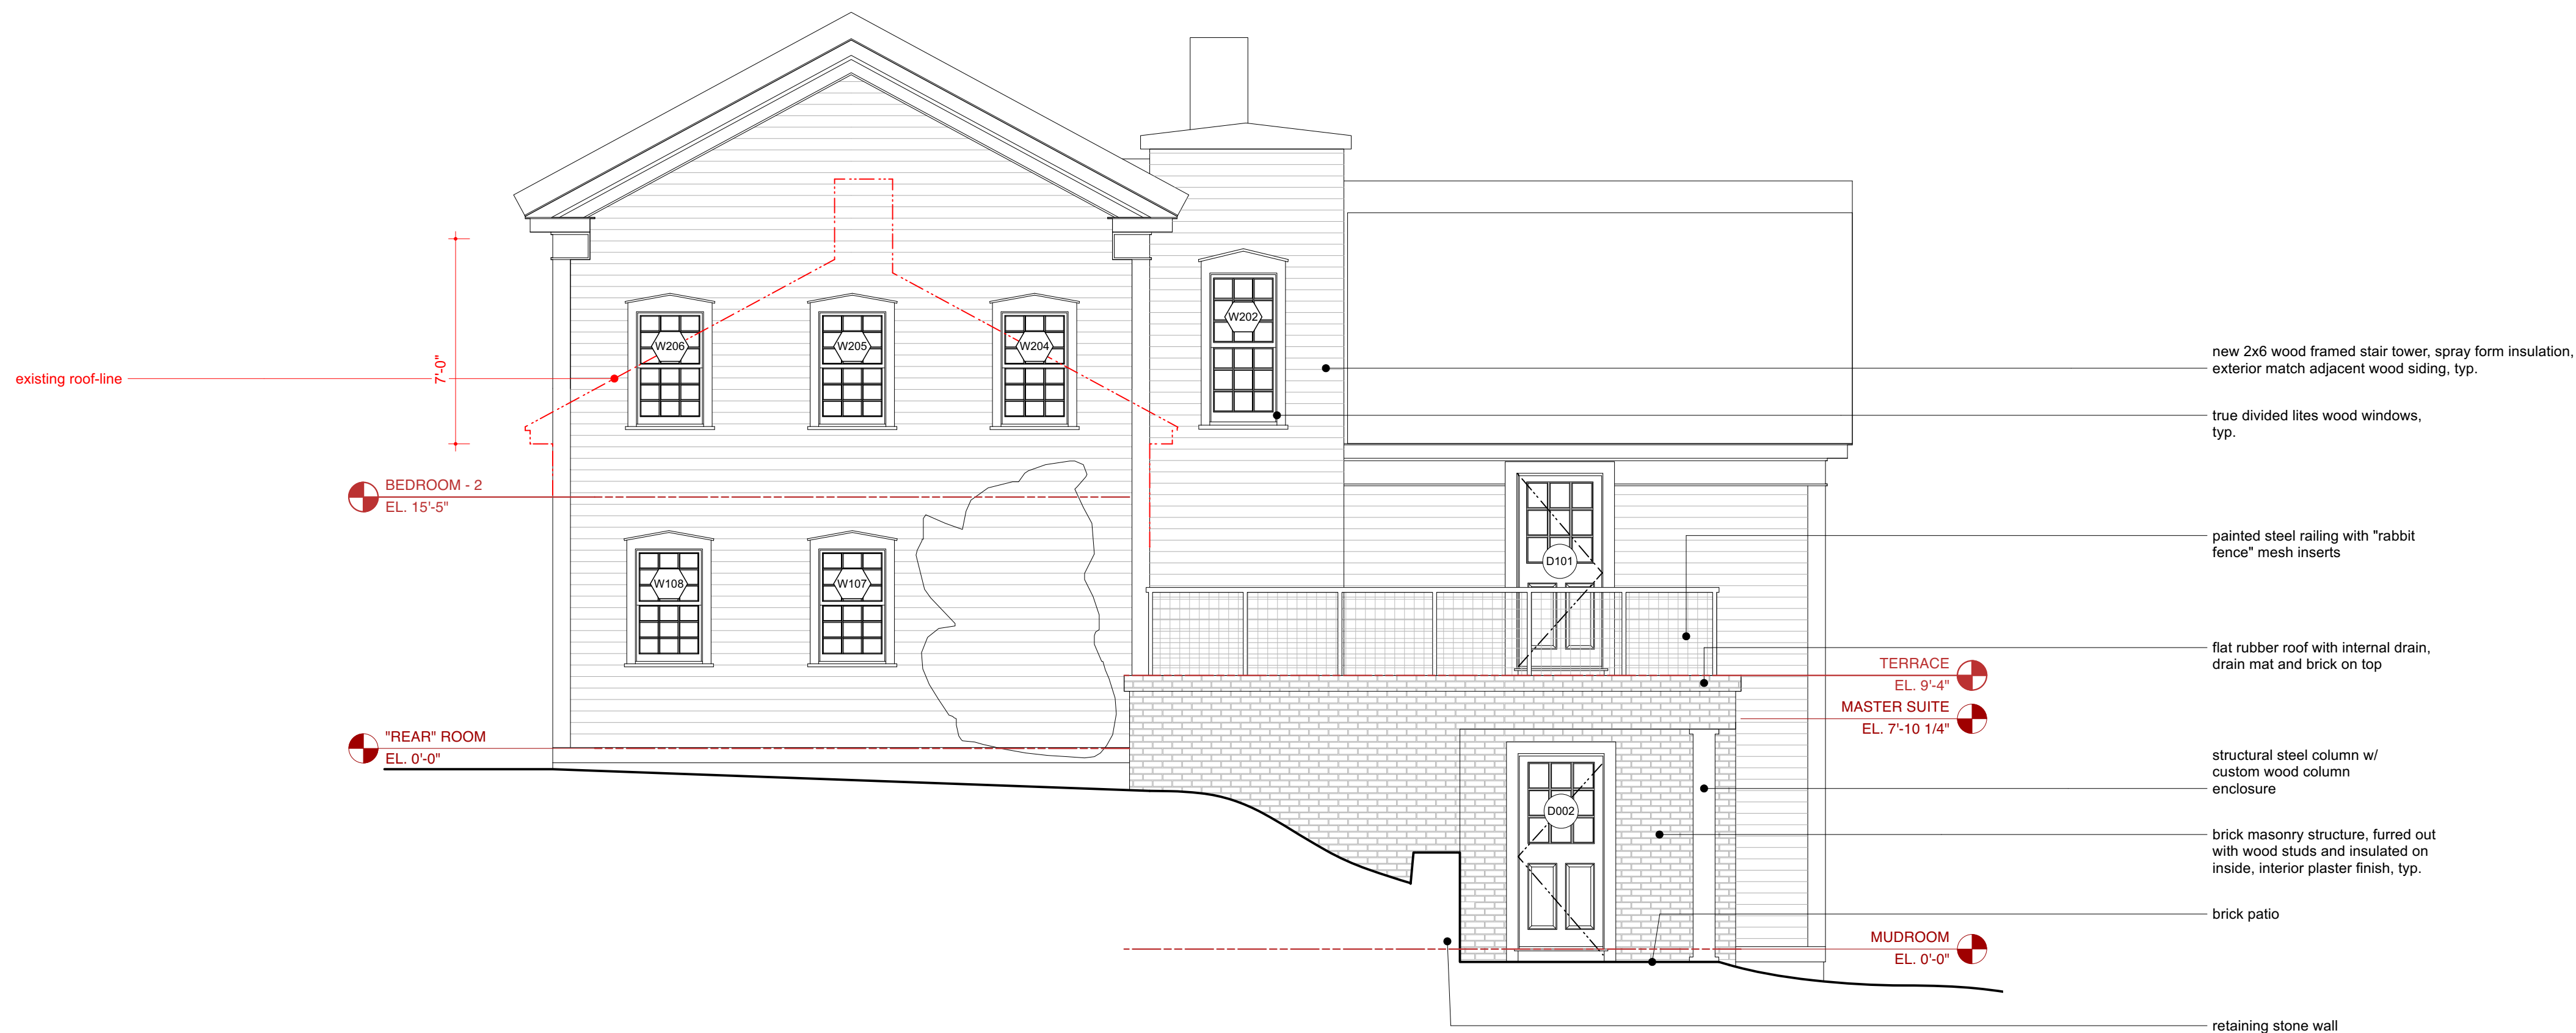 existing roof-line
7'-0"
BEDROOM - 2
EL. 15'-5"
"REAR" ROOM
EL. 0'-0"
W206
W205
W204
W202
W108
W107
D101
D002
TERRACE
EL. 9'-4"
MASTER SUITE
EL. 7'-10 1/4"
MUDROOM
EL. 0'-0"
new 2x6 wood framed stair tower, spray form insulation,
exterior match adjacent wood siding, typ.
true divided lites wood windows,
typ.
painted steel railing with "rabbit
fence" mesh inserts
flat rubber roof with internal drain,
drain mat and brick on top
structural steel column w/
custom wood column
enclosure
brick masonry structure, furred out
with wood studs and insulated on
inside, interior plaster finish, typ.
brick patio
retaining stone wall